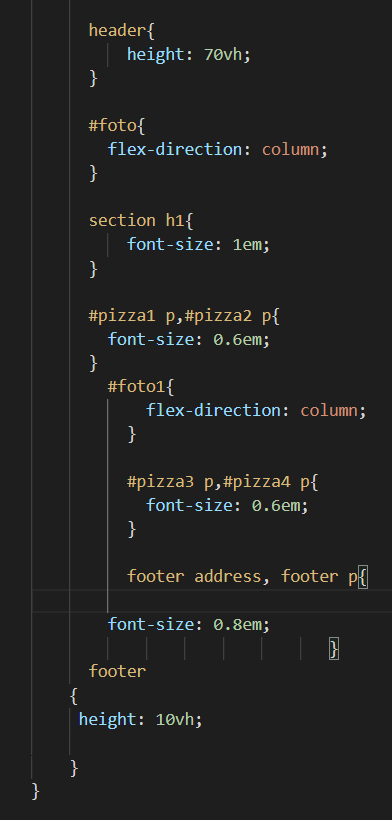 header{
height: 70vh;
}
#foto{
flex-direction: column;
}
section h1{
font-size: 1em;
}
#pizza1 p,#pizza2 p{
font-size: 0.6em;
}
#foto1{
flex-direction: column;
}
#pizza3 p,#pizza4 p{
font-size: 0.6em;
}
footer address, footer p{
font-size: 0.8em;
}
footer
{
height: 10vh;
}
}